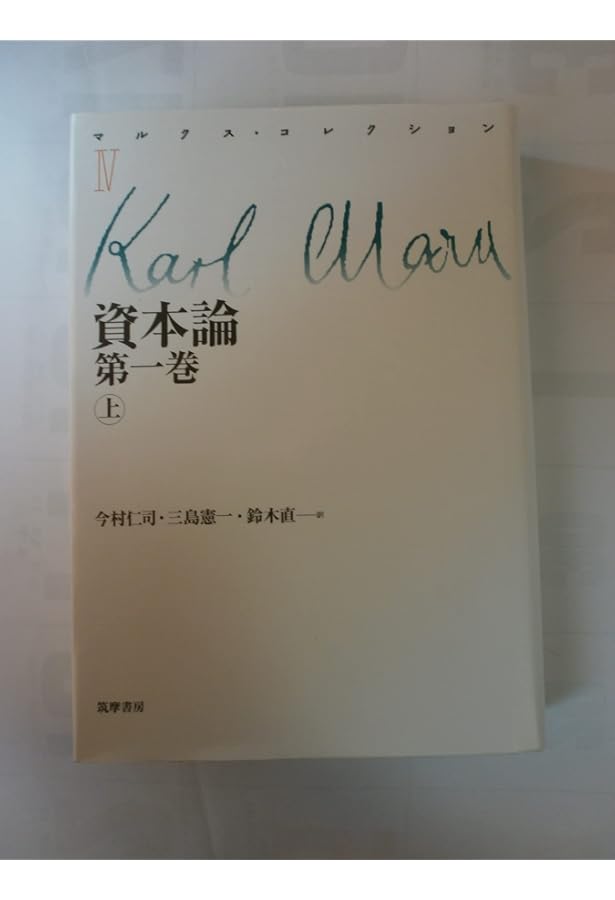 マルクス・コレクション
IV
Karl Marx
資本論
第一巻
上
今村仁司・三島憲一・鈴木直──訳
筑摩書房